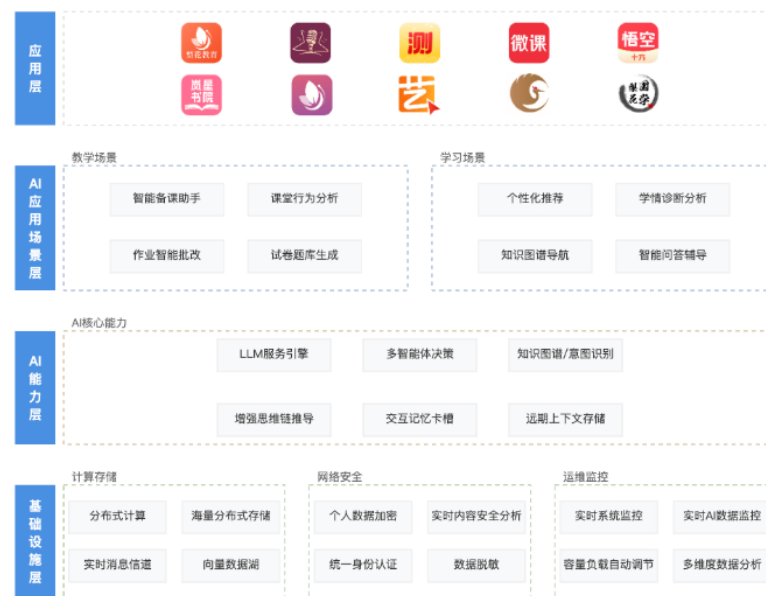 应用层
梨花教育
测
微课
悟空
十万
岚星
书院
艺
梨园
花朵
教学场景
学习场景
AI应用场景层
智能备课助手
课堂行为分析
个性化推荐
学情诊断分析
作业智能批改
试卷题库生成
知识图谱导航
智能问答辅导
AI核心能力
AI能力层
LLM服务引擎
多智能体决策
知识图谱/意图识别
增强思维链推导
交互记忆卡槽
远期上下文存储
计算存储
网络安全
运维监控
基础设施层
分布式计算
海量分布式存储
个人数据加密
实时内容安全分析
实时系统监控
实时AI数据监控
实时消息信道
向量数据湖
统一身份认证
数据脱敏
容量负载自动调节
多维度数据分析